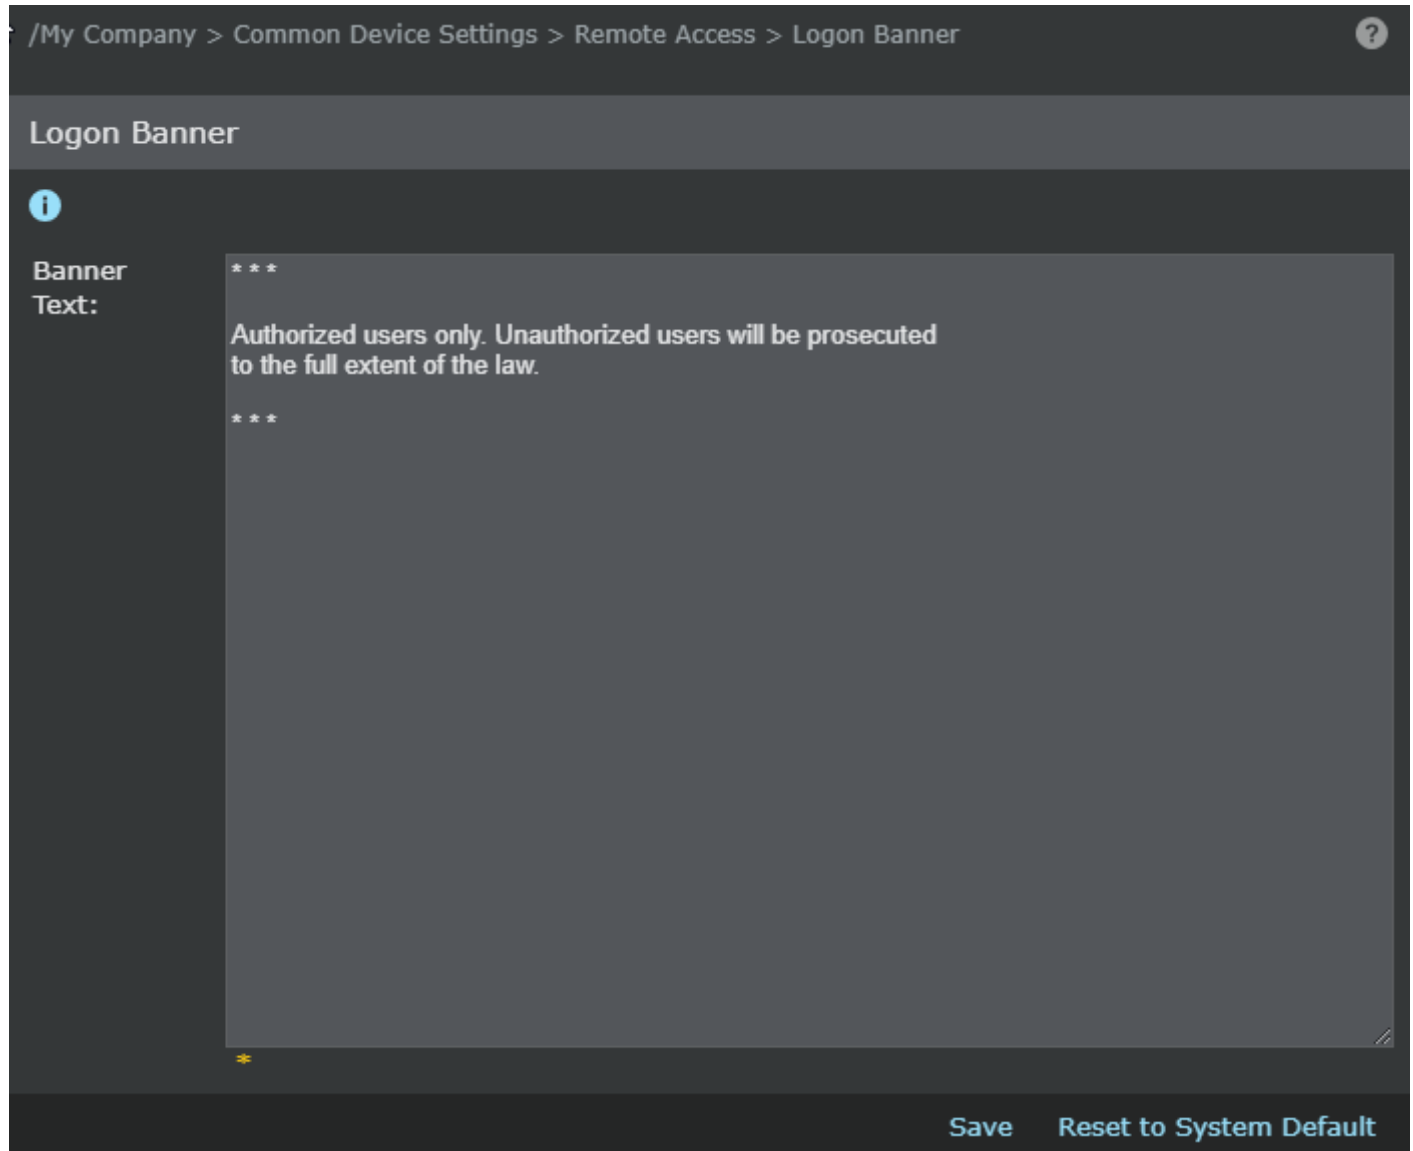 /My Company > Common Device Settings > Remote Access > Logon Banner
?
Logon Banner
i
Banner
Text:
* * *
Authorized users only. Unauthorized users will be prosecuted
to the full extent of the law.
* * *
*
Save Reset to System Default